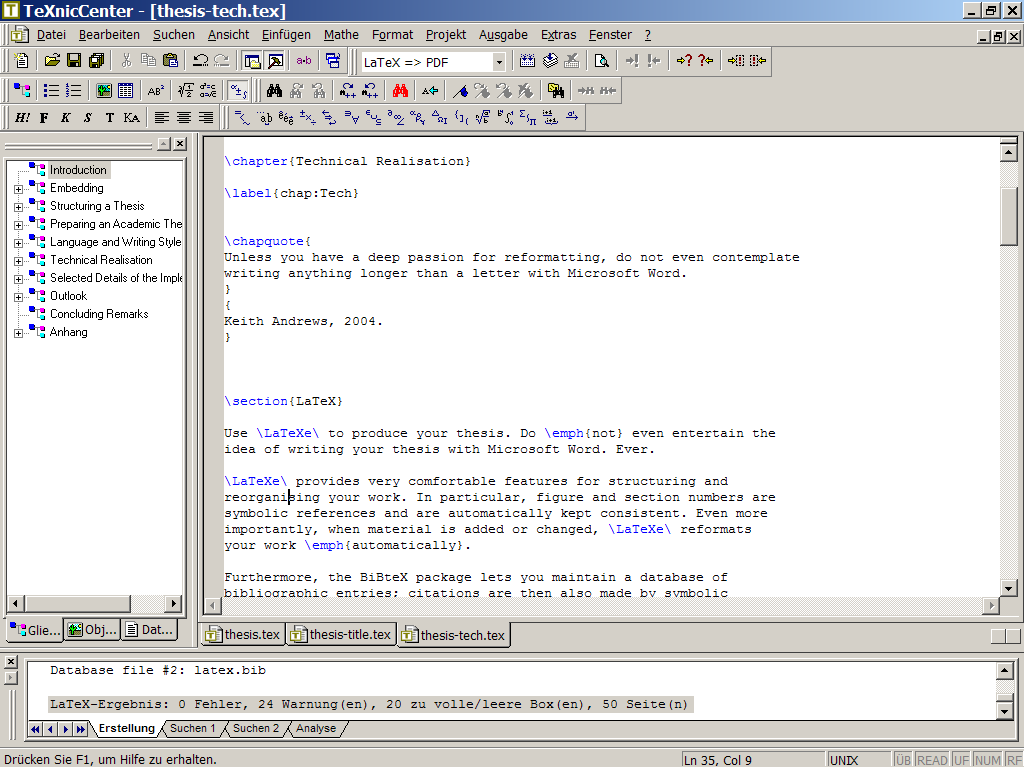 TeXnicCenter - [thesis-tech.tex]
Datei Bearbeiten Suchen Ansicht Einfügen Mathe Format Projekt Ausgabe Extras Fenster ?
LaTeX => PDF
H! F K S T KA
Introduction
Embedding
Structuring a Thesis
Preparing an Academic The
Language and Writing Style
Technical Realisation
Selected Details of the Imple
Outlook
Concluding Remarks
Anhang
Glie... Obj... Dat...
\chapter{Technical Realisation}
\label{chap:Tech}
\chapquote{
Unless you have a deep passion for reformatting, do not even contemplate
writing anything longer than a letter with Microsoft Word.
}
{
Keith Andrews, 2004.
}
\section{LaTeX}
Use \LaTeXe\ to produce your thesis. Do \emph{not} even entertain the
idea of writing your thesis with Microsoft Word. Ever.
\LaTeXe\ provides very comfortable features for structuring and
reorganising your work. In particular, figure and section numbers are
symbolic references and are automatically kept consistent. Even more
importantly, when material is added or changed, \LaTeXe\ reformats
your work \emph{automatically}.
Furthermore, the BiBteX package lets you maintain a database of
bibliographic entries; citations are then also made by symbolic
thesis.tex thesis-title.tex thesis-tech.tex
Database file #2: latex.bib
LaTeX-Ergebnis: 0 Fehler, 24 Warnung(en), 20 zu volle/leere Box(en), 50 Seite(n)
Erstellung Suchen 1 Suchen 2 Analyse
Drücken Sie F1, um Hilfe zu erhalten. Ln 35, Col 9 UNIX ÜB READ UF NUM RF